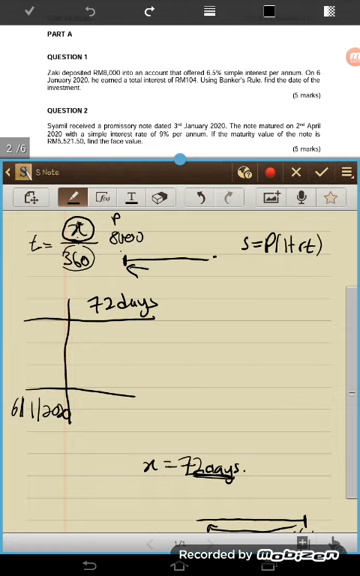 PART A
QUESTION 1
Zaki deposited RM8,000 into an account that offered 6.5% simple interest per annum. On 6
January 2020, he earned a total interest of RM104. Using Banker's Rule, find the date of the
investment.
(5 marks)
QUESTION 2
Syamil received a promissory note dated 3rd January 2020. The note matured on 2nd April
2020 with a simple interest rate of 9% per annum. If the maturity value of the note is
RM5,521.50, find the face value.
(5 marks)
2 / 6
S Note
P
t = x/360
8000
S = P(1+rt)
72 days
6/1/2020
x = 72 days.
Recorded by Mobizen